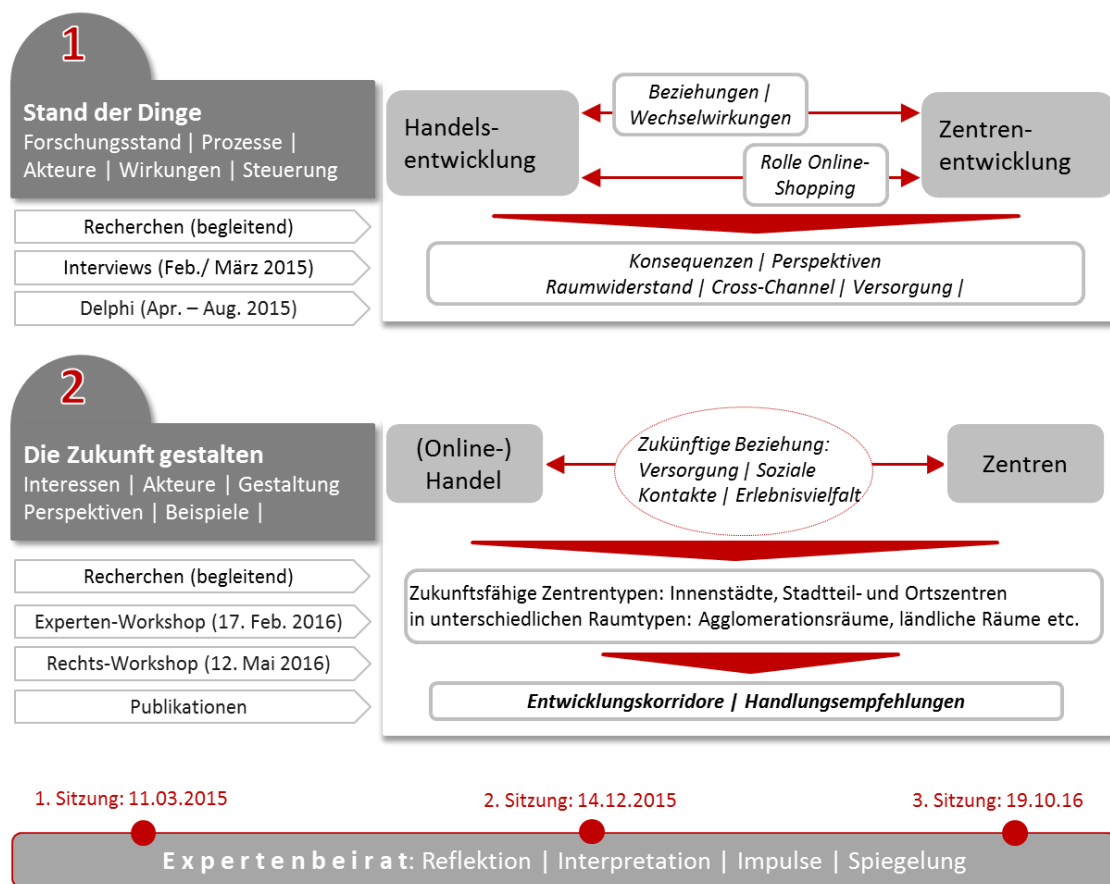 1
Stand der Dinge
Forschungsstand | Prozesse |
Akteure | Wirkungen | Steuerung
Recherchen (begleitend)
Interviews (Feb./ März 2015)
Delphi (Apr. – Aug. 2015)
Handels-
entwicklung
Beziehungen |
Wechselwirkungen
Rolle Online-
Shopping
Zentren-
entwicklung
Konsequenzen | Perspektiven
Raumwiderstand | Cross-Channel | Versorgung |
2
Die Zukunft gestalten
Interessen | Akteure | Gestaltung
Perspektiven | Beispiele |
Recherchen (begleitend)
Experten-Workshop (17. Feb. 2016)
Rechts-Workshop (12. Mai 2016)
Publikationen
(Online-)
Handel
Zukünftige Beziehung:
Versorgung | Soziale
Kontakte | Erlebnisvielfalt
Zentren
Zukunftsfähige Zentrentypen: Innenstädte, Stadtteil- und Ortszentren
in unterschiedlichen Raumtypen: Agglomerationsräume, ländliche Räume etc.
Entwicklungskorridore | Handlungsempfehlungen
1. Sitzung: 11.03.2015
2. Sitzung: 14.12.2015
3. Sitzung: 19.10.16
Expertenbeirat: Reflektion | Interpretation | Impulse | Spiegelung